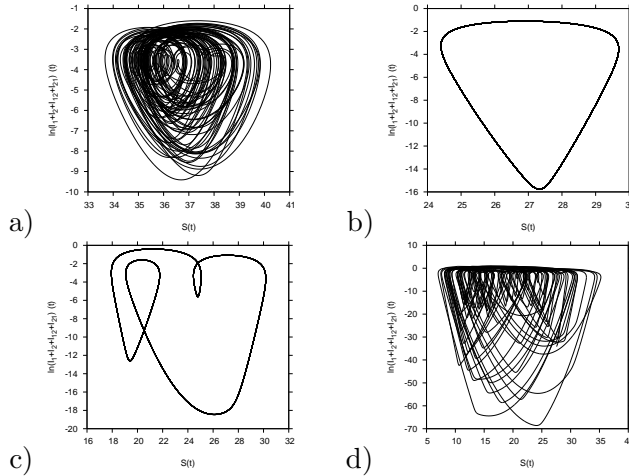 -1
-2
-3
-4
-5
-6
-7
-8
-9
-10
33 34 35 36 37 38 39 40 41
ln(I1+I2+I12+I21) (t)
S(t)
a)
0
-2
-4
-6
-8
-10
-12
-14
-16
24 25 26 27 28 29 30
ln(I1+I2+I12+I21) (t)
S(t)
b)
0
-2
-4
-6
-8
-10
-12
-14
-16
-18
-20
16 18 20 22 24 26 28 30 32
ln(I1+I2+I12+I21) (t)
S(t)
c)
10
0
-10
-20
-30
-40
-50
-60
-70
5 10 15 20 25 30 35 4
ln(I1+I2+I12+I21) (t)
S(t)
d)